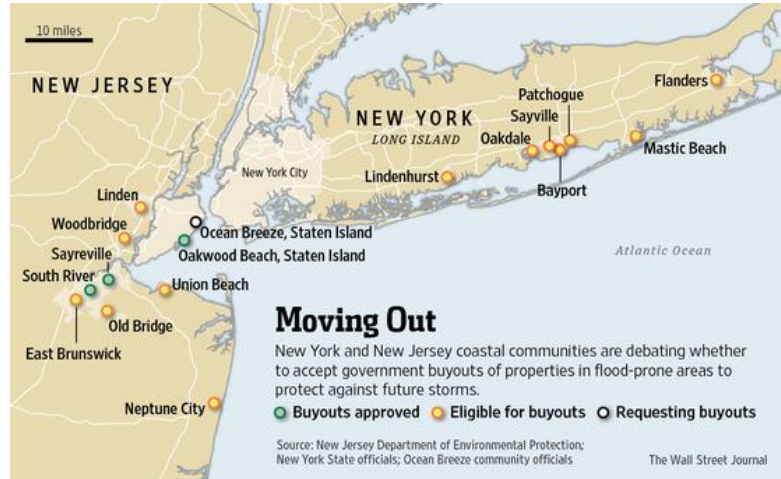 10 miles
NEW JERSEY
NEW YORK
LONG ISLAND
New York City
Flanders
Patchogue
Sayville
Oakdale
Mastic Beach
Lindenhurst
Bayport
Linden
Woodbridge
Ocean Breeze, Staten Island
Oakwood Beach, Staten Island
Sayreville
South River
Union Beach
Old Bridge
East Brunswick
Neptune City
Atlantic Ocean
Moving Out
New York and New Jersey coastal communities are debating whether
to accept government buyouts of properties in flood-prone areas to
protect against future storms.
Buyouts approved Eligible for buyouts Requesting buyouts
Source: New Jersey Department of Environmental Protection;
New York State officials; Ocean Breeze community officials
The Wall Street Journal